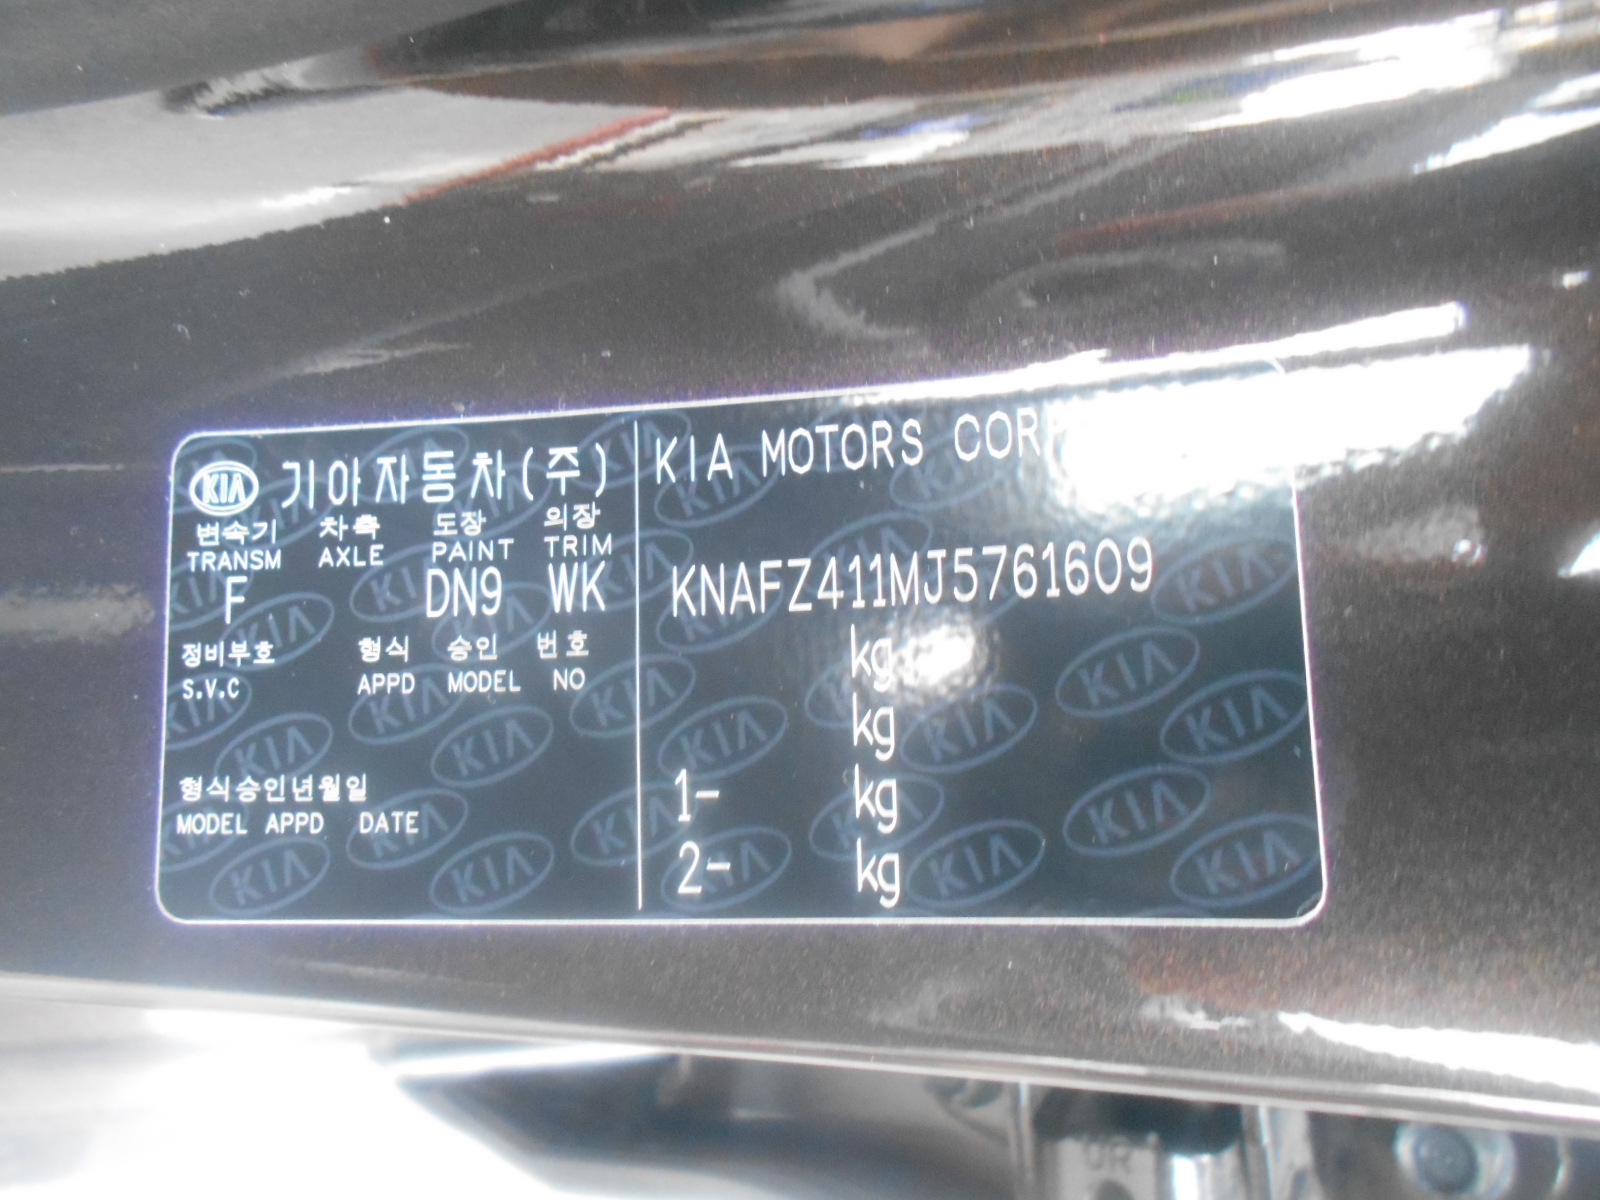 KIA 기아자동차(주)
변속기 차축 도장 의장
TRANSM AXLE PAINT TRIM
F DN9 WK
정비부호 형식 승인 번호
S.V.C APPD MODEL NO
형식승인년월일
MODEL APPD DATE
KIA MOTORS CORP
KNAFZ411MJ5761609
kg
kg
1- kg
2- kg